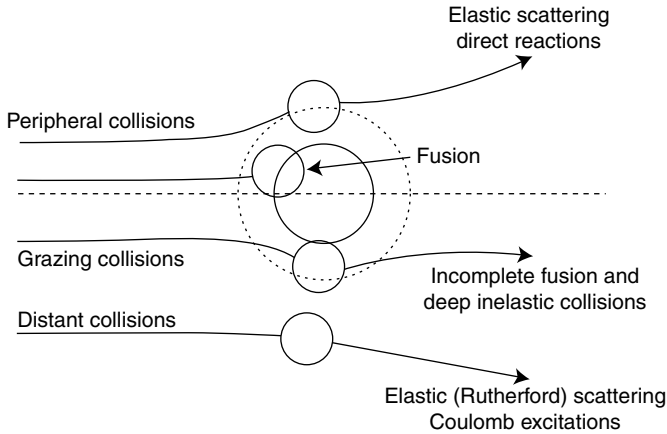 Elastic scattering
direct reactions
Peripheral collisions
Fusion
Grazing collisions
Incomplete fusion and
deep inelastic collisions
Distant collisions
Elastic (Rutherford) scattering
Coulomb excitations